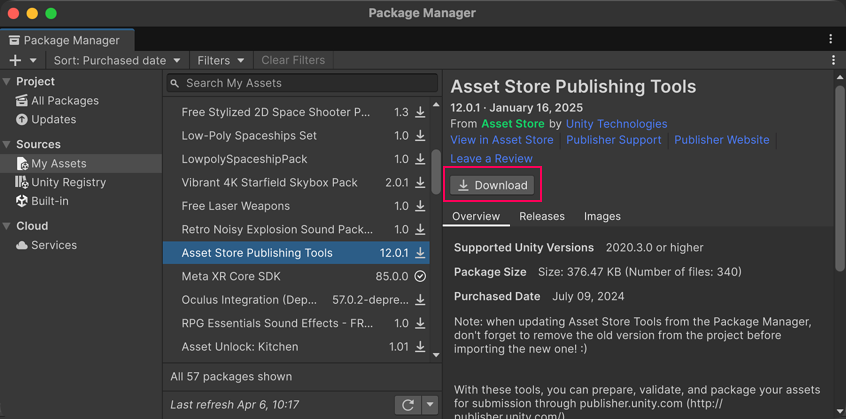 Package Manager
Package Manager
Sort: Purchased date
Filters
Clear Filters
Project
All Packages
Updates
Sources
My Assets
Unity Registry
Built-in
Cloud
Services
Search My Assets
Free Stylized 2D Space Shooter P... 1.3
Low-Poly Spaceships Set 1.0
LowpolySpaceshipPack 1.0
Vibrant 4K Starfield Skybox Pack 2.0.1
Free Laser Weapons 1.0
Retro Noisy Explosion Sound Pack... 1.0
Asset Store Publishing Tools 12.0.1
Meta XR Core SDK 85.0.0
Oculus Integration (Dep... 57.0.2-depre...
RPG Essentials Sound Effects - FR... 1.0
Asset Unlock: Kitchen 1.01
All 57 packages shown
Last refresh Apr 6, 10:17
Asset Store Publishing Tools
12.0.1 · January 16, 2025
From Asset Store by Unity Technologies
View in Asset Store Publisher Support Publisher Website
Leave a Review
Download
Overview Releases Images
Supported Unity Versions 2020.3.0 or higher
Package Size Size: 376.47 KB (Number of files: 340)
Purchased Date July 09, 2024
Note: when updating Asset Store Tools from the Package Manager,
don't forget to remove the old version from the project before
importing the new one! :)
With these tools, you can prepare, validate, and package your assets
for submission through publisher.unity.com (http://
publisher.unity.com/)